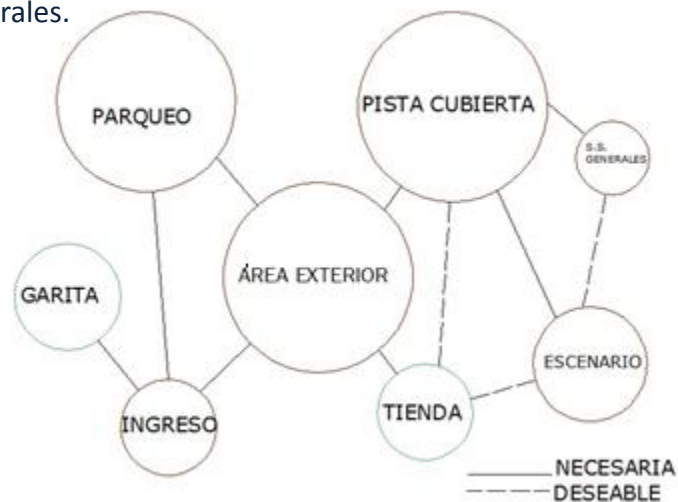 rales.
PARQUEO
PISTA CUBIERTA
S.S.
GENERALES
ÁREA EXTERIOR
GARITA
ESCENARIO
TIENDA
INGRESO
NECESARIA
DESEABLE